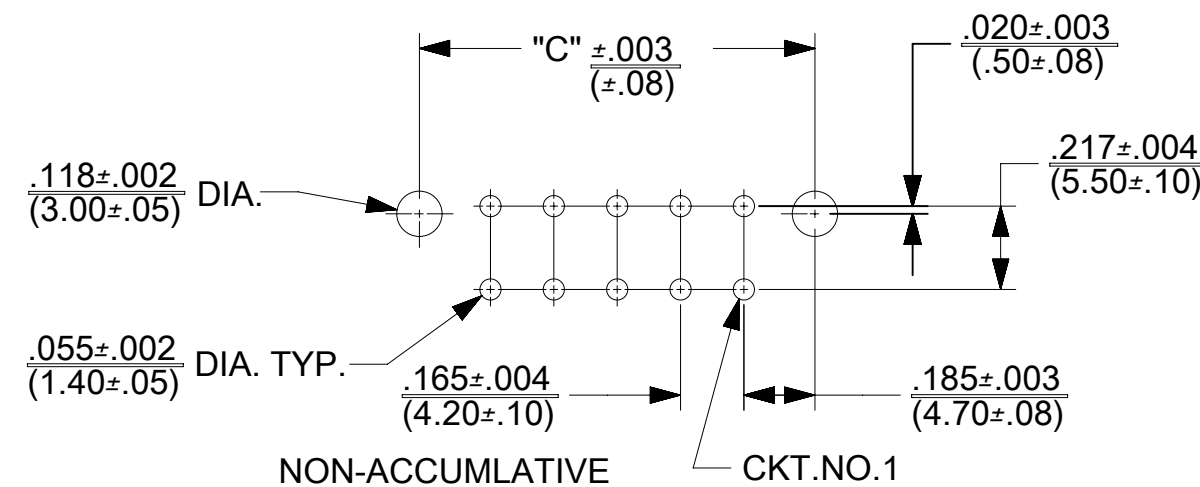 "C" ±.003
(±.08)
.020±.003
(.50±.08)
.217±.004
(5.50±.10)
.118±.002 DIA.
(3.00±.05)
.055±.002 DIA. TYP.
(1.40±.05)
.165±.004
(4.20±.10)
.185±.003
(4.70±.08)
NON-ACCUMLATIVE
CKT.NO.1